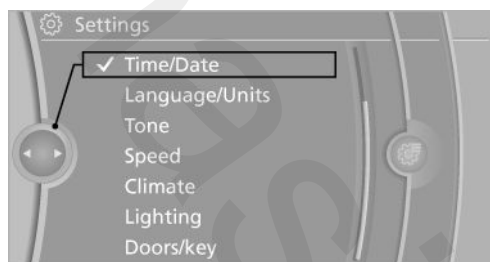 Settings
Time/Date
Language/Units
Tone
Speed
Climate
Lighting
Doors/key